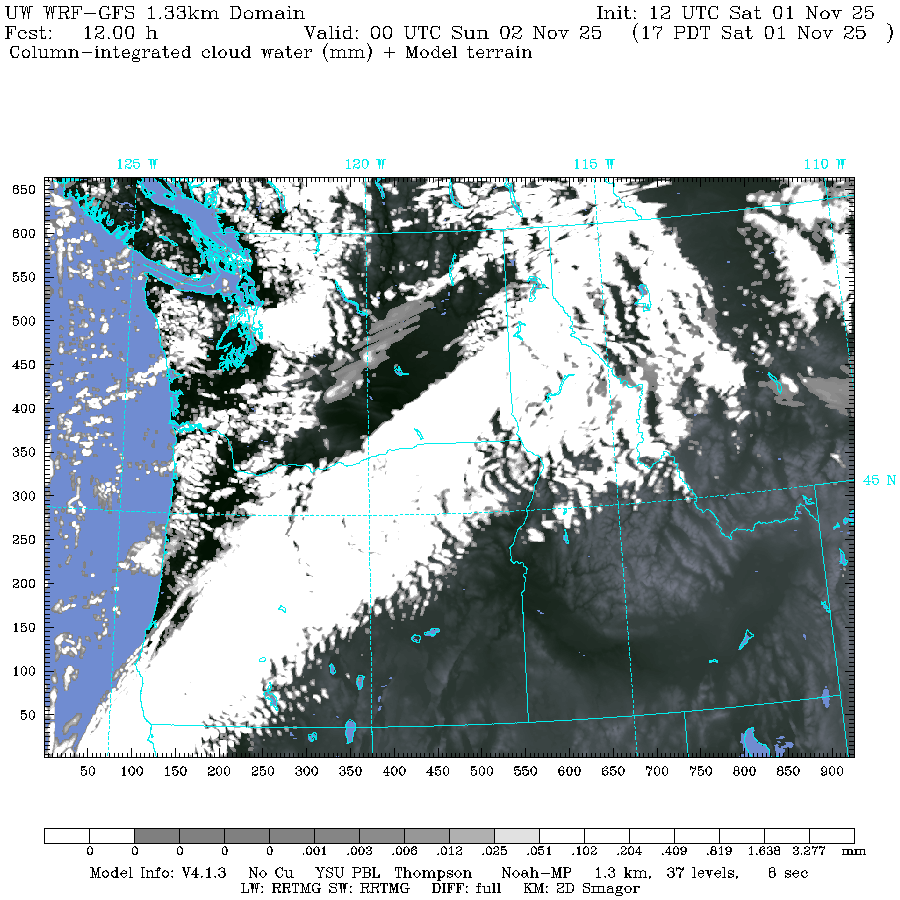 UW WRF-GFS 1.33km Domain Init: 12 UTC Sat 01 Nov 25
Fcst: 12.00 h Valid: 00 UTC Sun 02 Nov 25 (17 PDT Sat 01 Nov 25 )
Column-integrated cloud water (mm) + Model terrain
125 W 120 W 115 W 110 W
650
600
550
500
450
400
350
45 N
300
250
200
150
100
50
50 100 150 200 250 300 350 400 450 500 550 600 650 700 750 800 850 900
0 0 0 0 0 .001 .003 .006 .012 .025 .051 .102 .204 .409 .819 1.638 3.277 mm
Model Info: V4.1.3 No Cu YSU PBL Thompson Noah-MP 1.3 km, 37 levels, 8 sec
LW: RRTMG SW: RRTMG DIFF: full KM: 2D Smagor